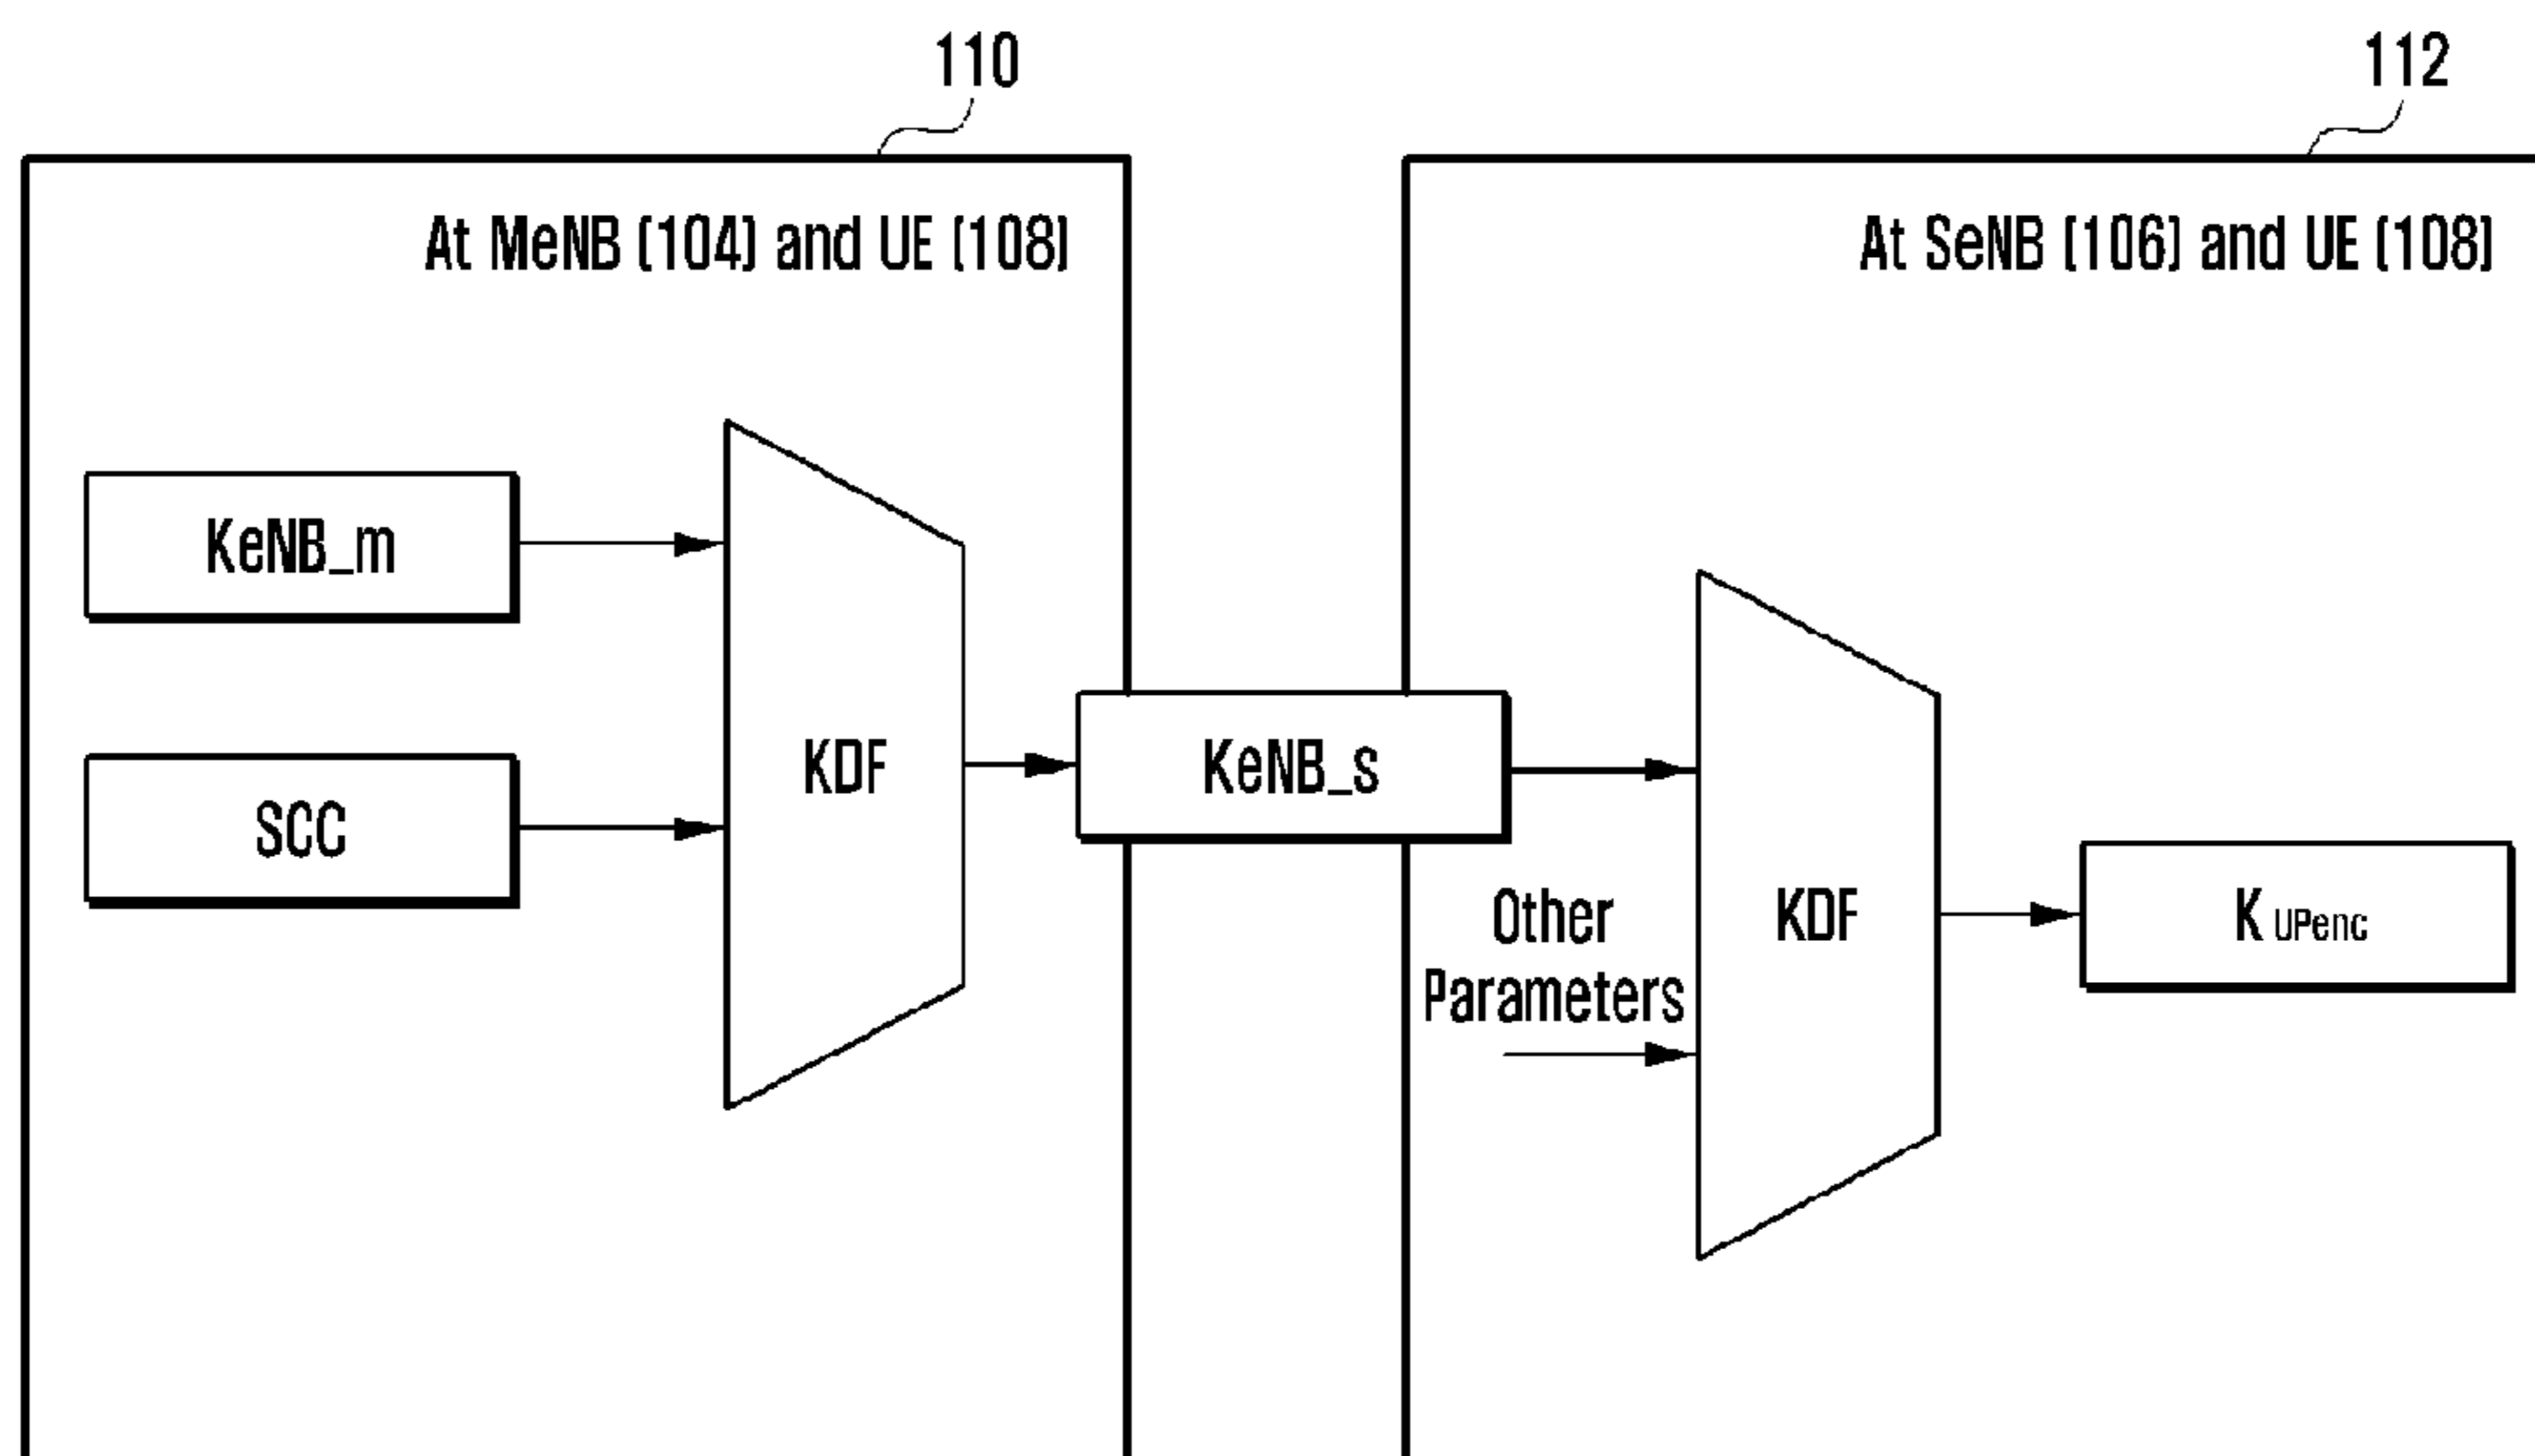 110
112
At MeNB [104] and UE [108]
At SeNB [106] and UE [108]
KeNB_m
SCC
KDF
KeNB_s
Other
Parameters
KDF
K UPenc